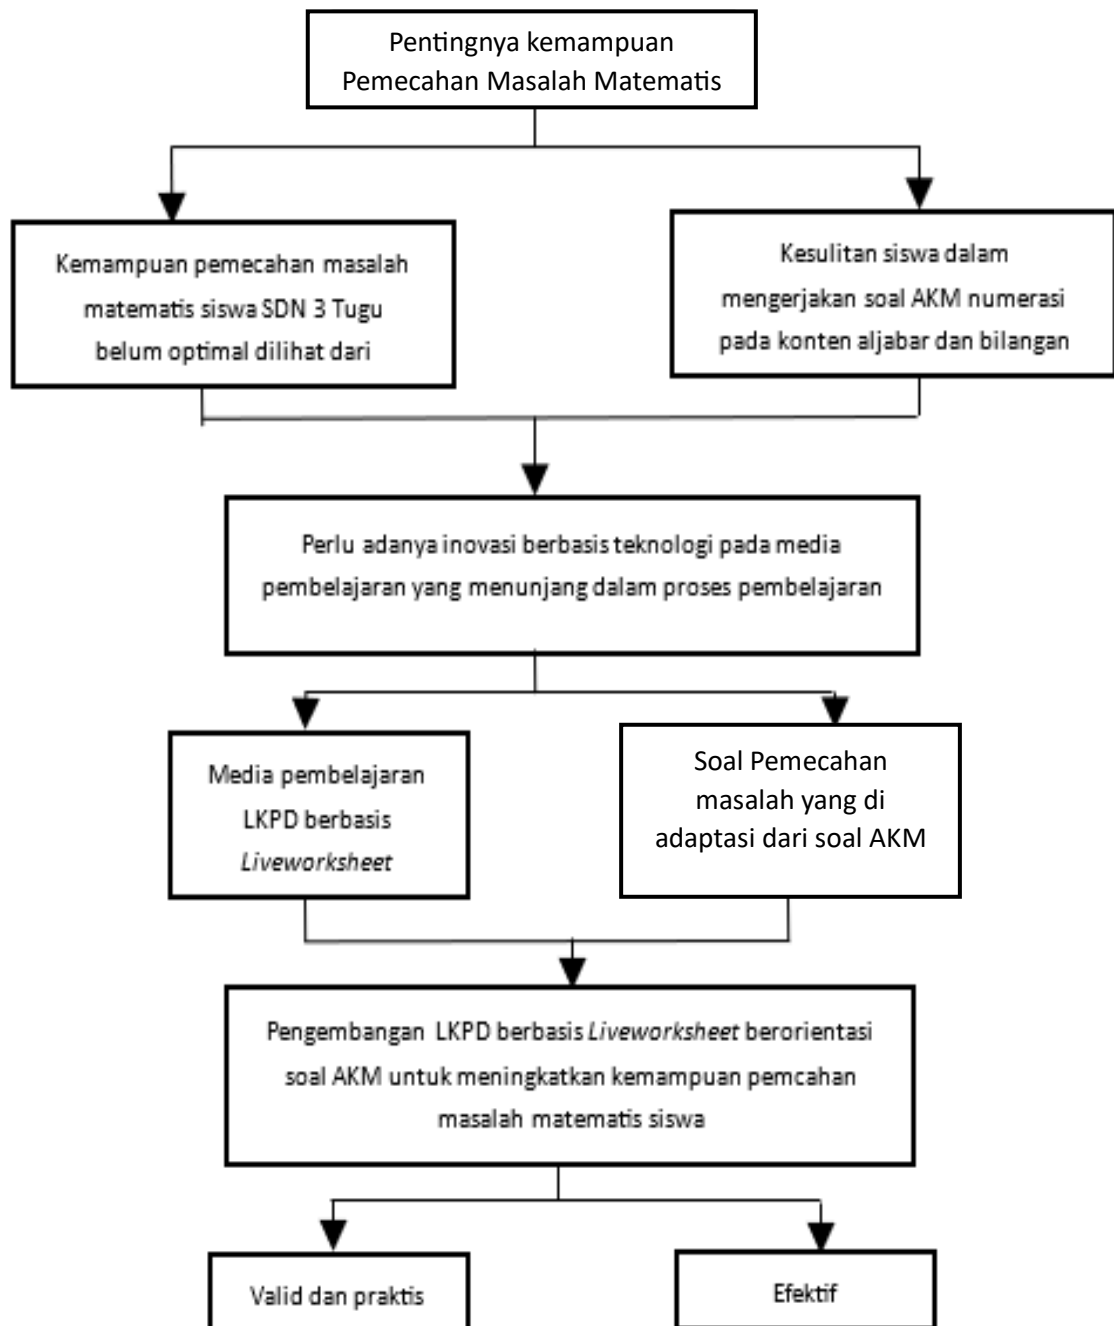 Pentingnya kemampuan
Pemecahan Masalah Matematis
Kemampuan pemecahan masalah
matematis siswa SDN 3 Tugu
belum optimal dilihat dari
Kesulitan siswa dalam
mengerjakan soal AKM numerasi
pada konten aljabar dan bilangan
Perlu adanya inovasi berbasis teknologi pada media
pembelajaran yang menunjang dalam proses pembelajaran
Media pembelajaran
LKPD berbasis
Liveworksheet
Soal Pemecahan
masalah yang di
adaptasi dari soal AKM
Pengembangan LKPD berbasis Liveworksheet berorientasi
soal AKM untuk meningkatkan kemampuan pemcahan
masalah matematis siswa
Valid dan praktis
Efektif